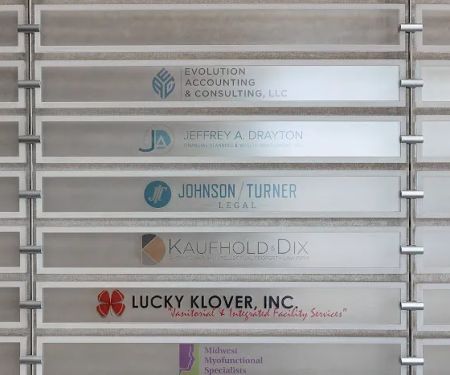 EVOLUTION
ACCOUNTING
& CONSULTING, LLC
JEFFREY A. DRAYTON
JOHNSON/TURNER
LEGAL
KAUFHOLD & DIX
LUCKY KLOVER, INC.
"Janitorial & Integrated Facility Services"
Midwest
Myofunctional
Specialists